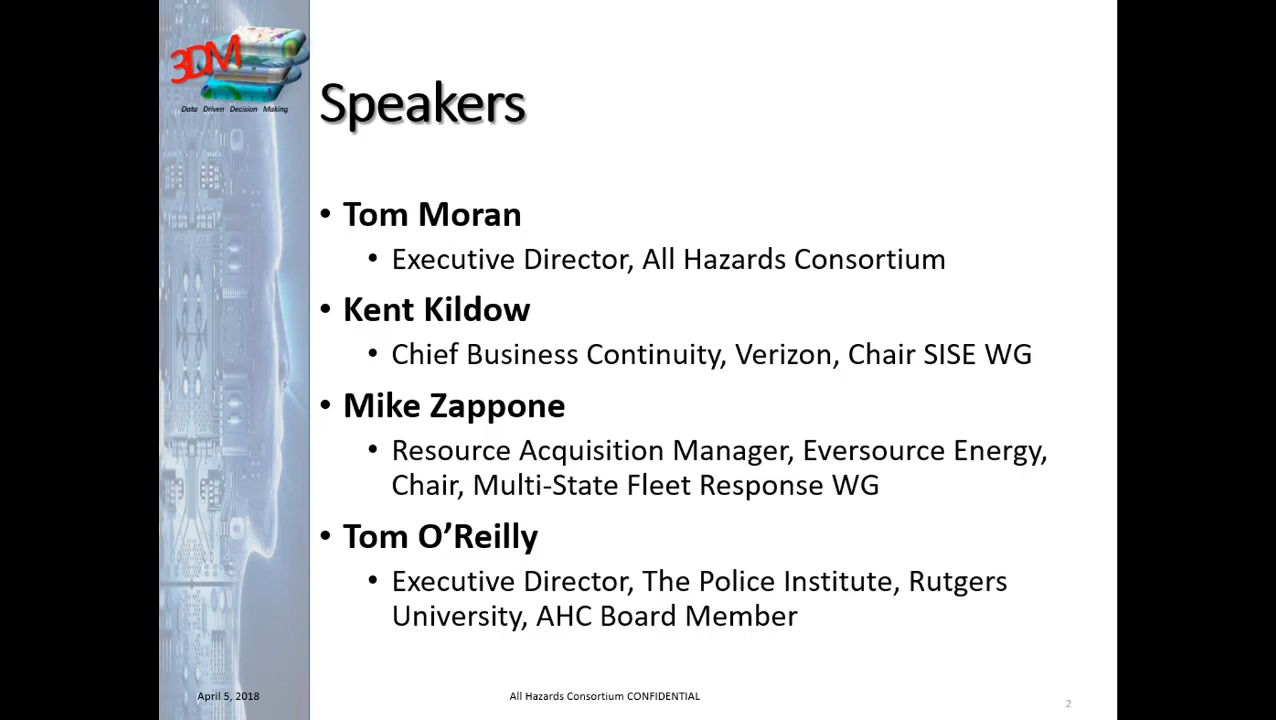 3DM
Data Driven Decision Making
Speakers
• Tom Moran
• Executive Director, All Hazards Consortium
• Kent Kildow
• Chief Business Continuity, Verizon, Chair SISE WG
• Mike Zappone
• Resource Acquisition Manager, Eversource Energy,
Chair, Multi-State Fleet Response WG
• Tom O’Reilly
• Executive Director, The Police Institute, Rutgers
University, AHC Board Member
April 5, 2018
All Hazards Consortium CONFIDENTIAL
2